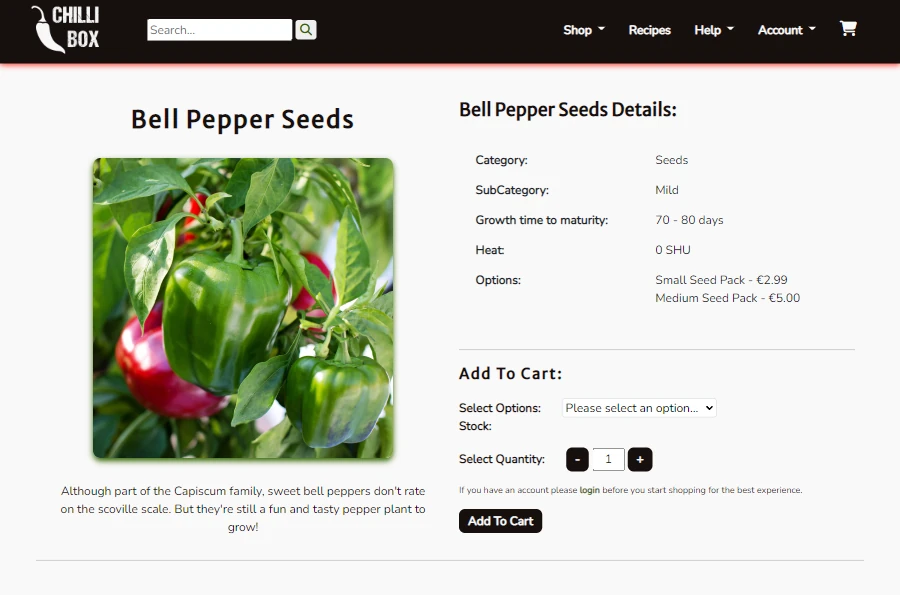 CHILLI
BOX
Search...
Shop
Recipes
Help
Account
Bell Pepper Seeds
Although part of the Capiscum family, sweet bell peppers don't rate
on the scoville scale. But they're still a fun and tasty pepper plant to
grow!
Bell Pepper Seeds Details:
Category: Seeds
SubCategory: Mild
Growth time to maturity: 70 - 80 days
Heat: 0 SHU
Options: Small Seed Pack - €2.99
Medium Seed Pack - €5.00
Add To Cart:
Select Options: Please select an option...
Stock:
Select Quantity: - 1 +
If you have an account please login before you start shopping for the best experience.
Add To Cart